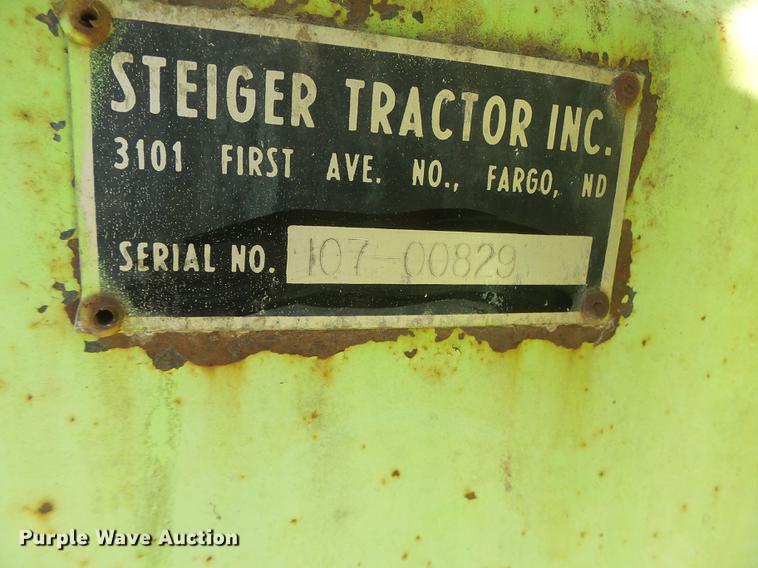 STEIGER TRACTOR INC.
3101 FIRST AVE. NO., FARGO, ND
SERIAL NO. 107-00829
Purple Wave Auction